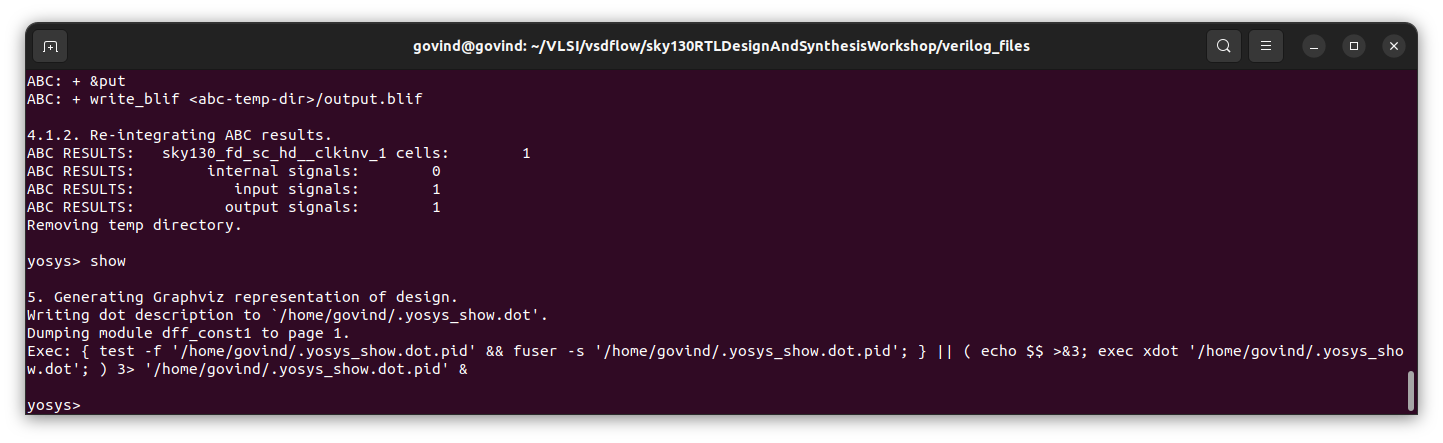 govind@govind: ~/VLSI/vsdflow/sky130RTLDesignAndSynthesisWorkshop/verilog_files
ABC: + &put
ABC: + write_blif <abc-temp-dir>/output.blif
4.1.2. Re-integrating ABC results.
ABC RESULTS:   sky130_fd_sc_hd__clkinv_1 cells:        1
ABC RESULTS:        internal signals:        0
ABC RESULTS:           input signals:        1
ABC RESULTS:          output signals:        1
Removing temp directory.
yosys> show
5. Generating Graphviz representation of design.
Writing dot description to `/home/govind/.yosys_show.dot'.
Dumping module dff_const1 to page 1.
Exec: { test -f '/home/govind/.yosys_show.dot.pid' && fuser -s '/home/govind/.yosys_show.dot.pid'; } || ( echo $$ >&3; exec xdot '/home/govind/.yosys_sho
w.dot'; ) 3> '/home/govind/.yosys_show.dot.pid' &
yosys>